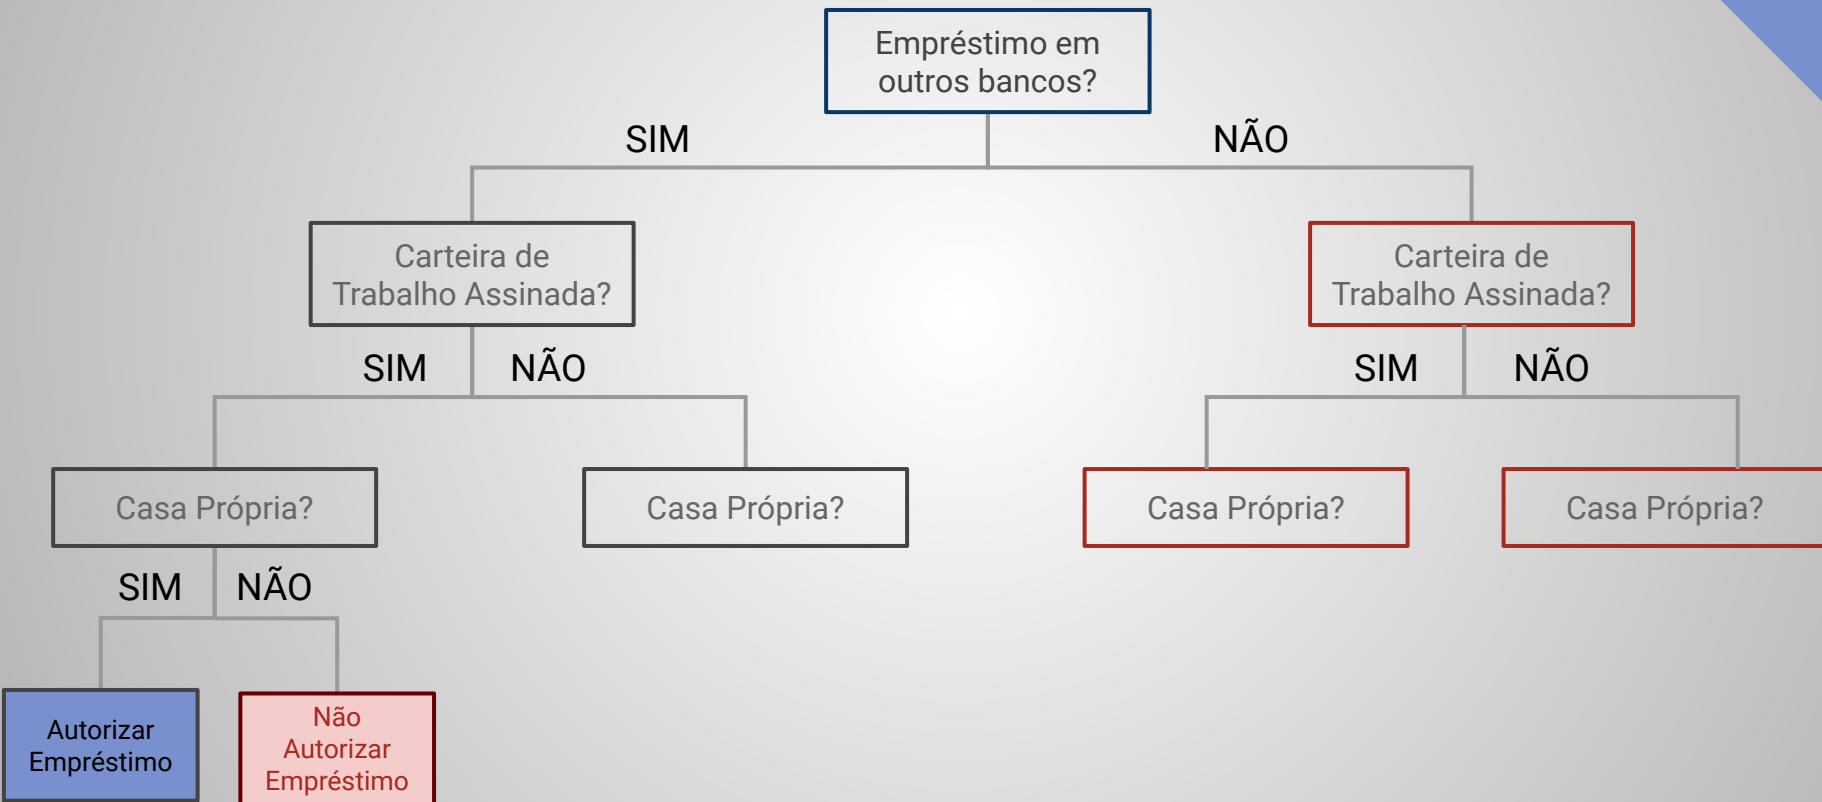 Empréstimo em
outros bancos?
SIM
NÃO
Carteira de
Trabalho Assinada?
Carteira de
Trabalho Assinada?
SIM
NÃO
SIM
NÃO
Casa Própria?
Casa Própria?
Casa Própria?
Casa Própria?
SIM
NÃO
Autorizar
Empréstimo
Não
Autorizar
Empréstimo